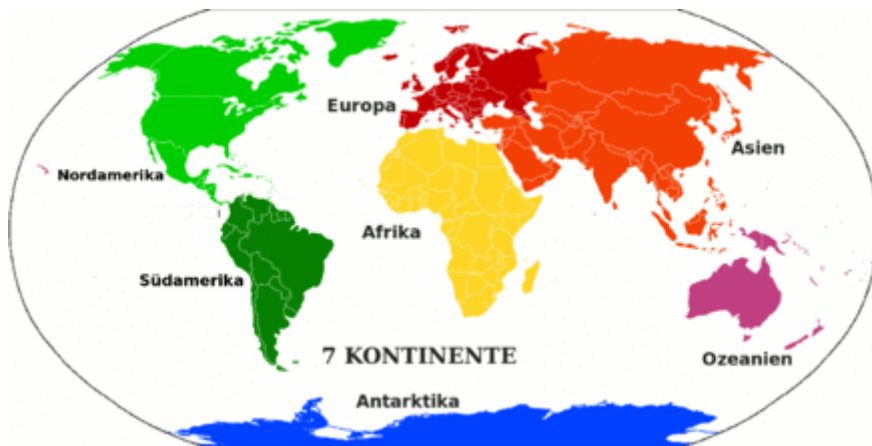 Europa
Asien
Nordamerika
Afrika
Südamerika
7 KONTINENTE
Ozeanien
Antarktika